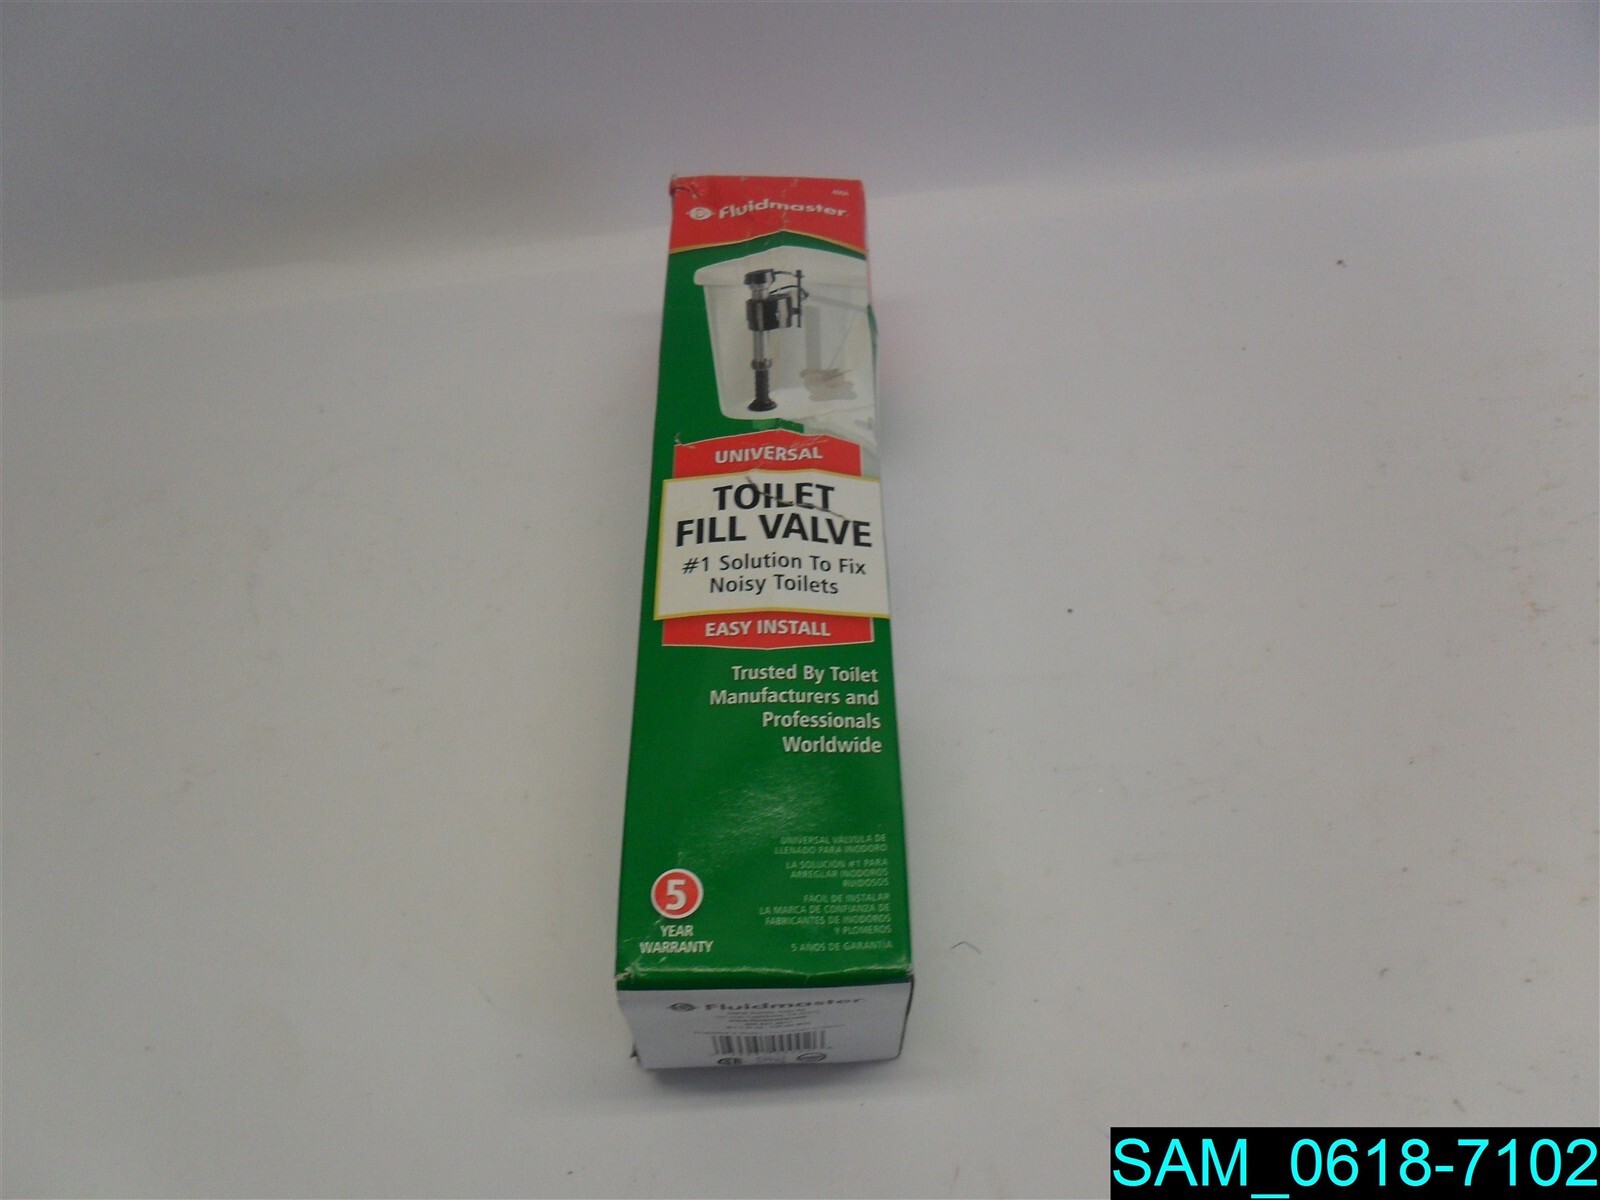 400A
Fluidmaster
UNIVERSAL
TOILET
FILL VALVE
#1 Solution To Fix
Noisy Toilets
EASY INSTALL
Trusted By Toilet
Manufacturers and
Professionals
Worldwide
UNIVERSAL VÁLVULA DE
LLENADO PARA INODORO
LA SOLUCIÓN #1 PARA
ARREGLAR INODOROS
RUIDOSOS
FÁCIL DE INSTALAR
LA MARCA DE CONFIANZA DE
FABRICANTES DE INODOROS
Y PLOMEROS
5 AÑOS DE GARANTÍA
5
YEAR
WARRANTY
Fluidmaster
SAM_0618-7102